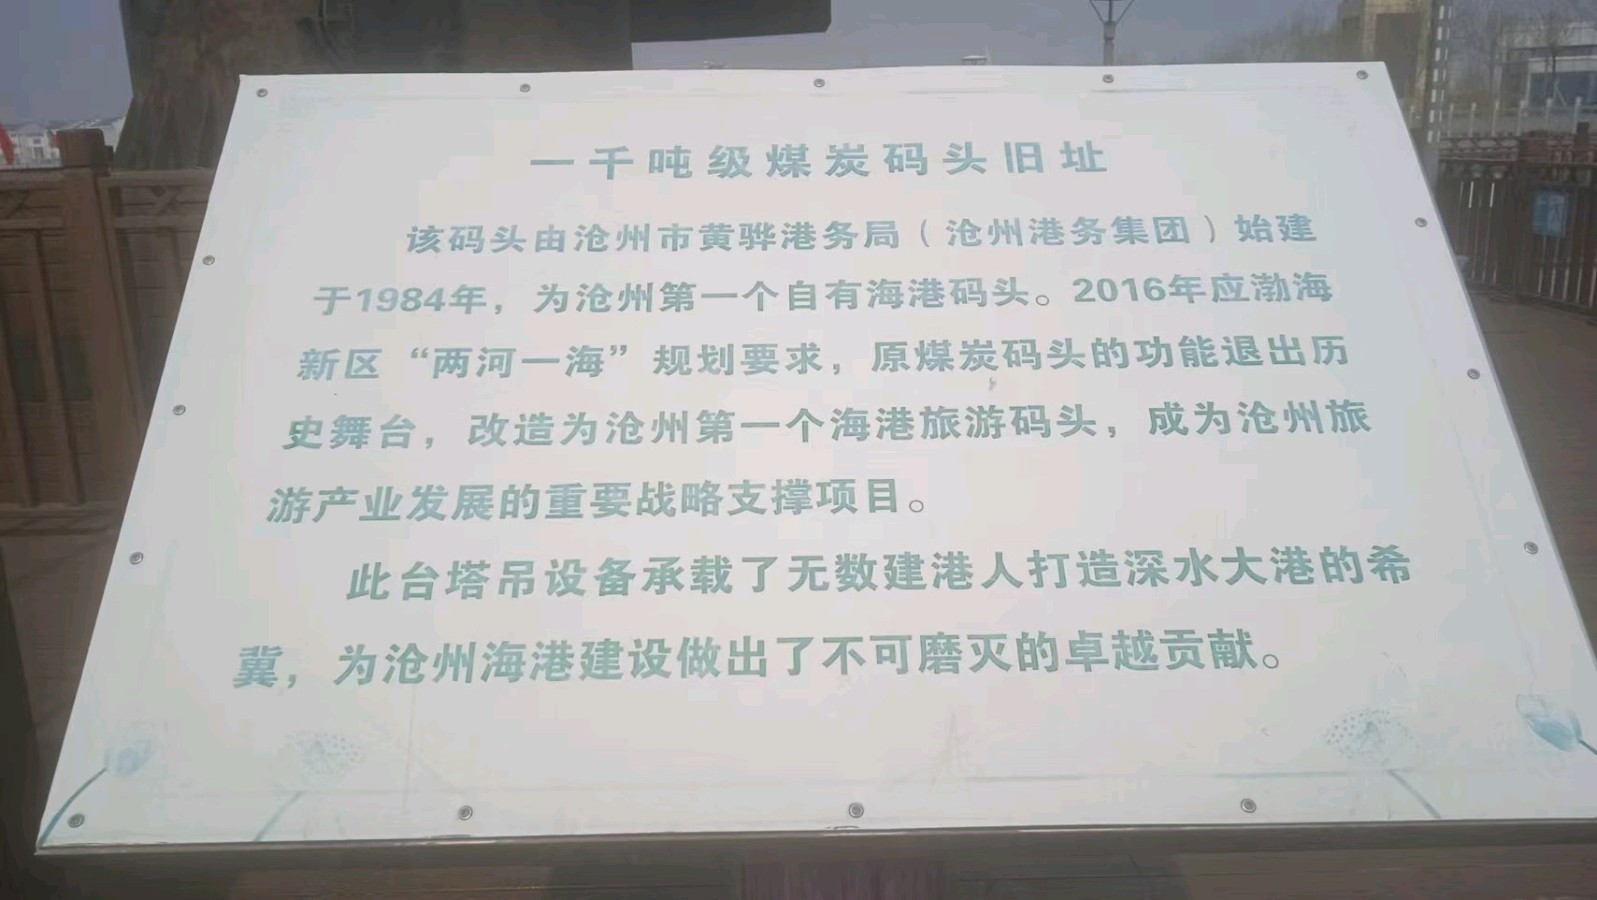 一千吨级煤炭码头旧址
该码头由沧州市黄骅港务局（沧州港务集团）始建
于1984年，为沧州第一个自有海港码头。2016年应渤海
新区“两河一海”规划要求，原煤炭码头的功能退出历
史舞台，改造为沧州第一个海港旅游码头，成为沧州旅
游产业发展的重要战略支撑项目。
此台塔吊设备承载了无数建港人打造深水大港的希
冀，为沧州海港建设做出了不可磨灭的卓越贡献。